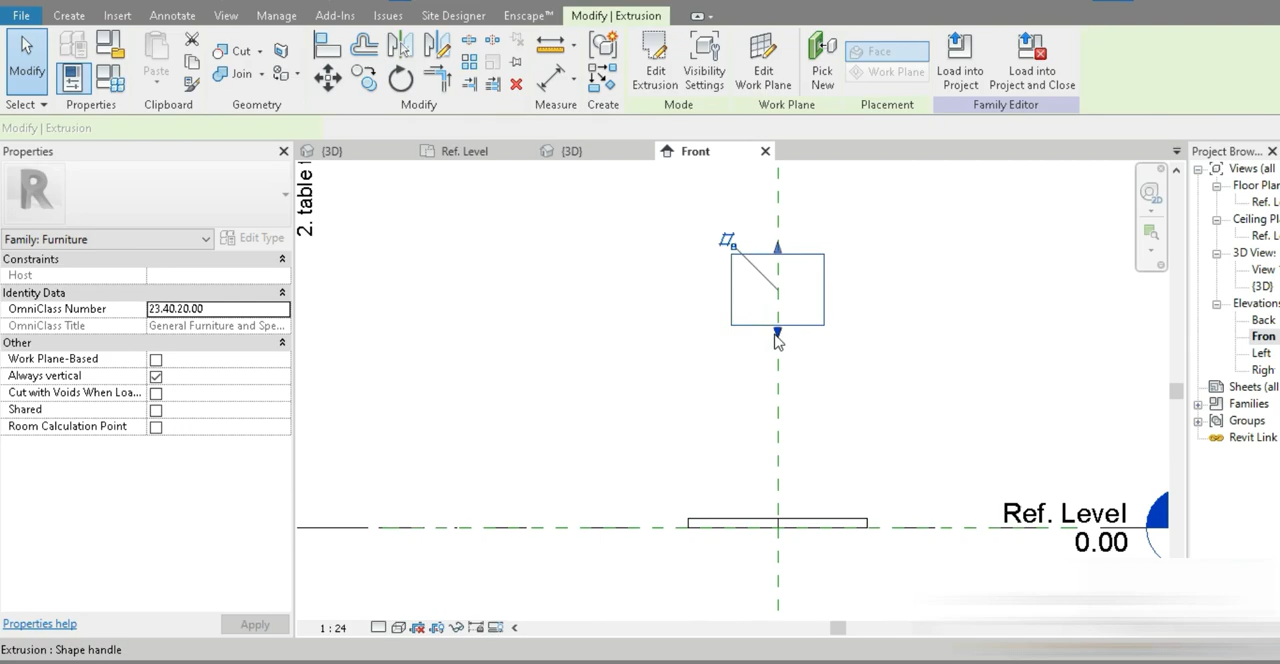 File Create Insert Annotate View Manage Add-Ins Issues Site Designer Enscape™ Modify | Extrusion
Modify
Paste
Cut
Join
Edit Extrusion
Visibility Settings
Edit Work Plane
Pick New
Face
Work Plane
Load into Project
Load into Project and Close
Select Properties Clipboard Geometry Modify Measure Create Mode Work Plane Placement Family Editor
Modify | Extrusion
Properties
{3D}
Ref. Level
{3D}
Front
Project Brow...
R
Family: Furniture
Edit Type
Constraints
Host
Identity Data
OmniClass Number 23.40.20.00
OmniClass Title General Furniture and Spe...
Other
Work Plane-Based
Always vertical
Cut with Voids When Loa...
Shared
Room Calculation Point
Properties help
Apply
2. table
Ref. Level
0.00
2D
Views (all
Floor Plan
Ref. L
Ceiling Pl
Ref. L
3D View:
View
{3D}
Elevation:
Back
Fron
Left
Righ
Sheets (all
Families
Groups
Revit Link
1 : 24
Extrusion : Shape handle